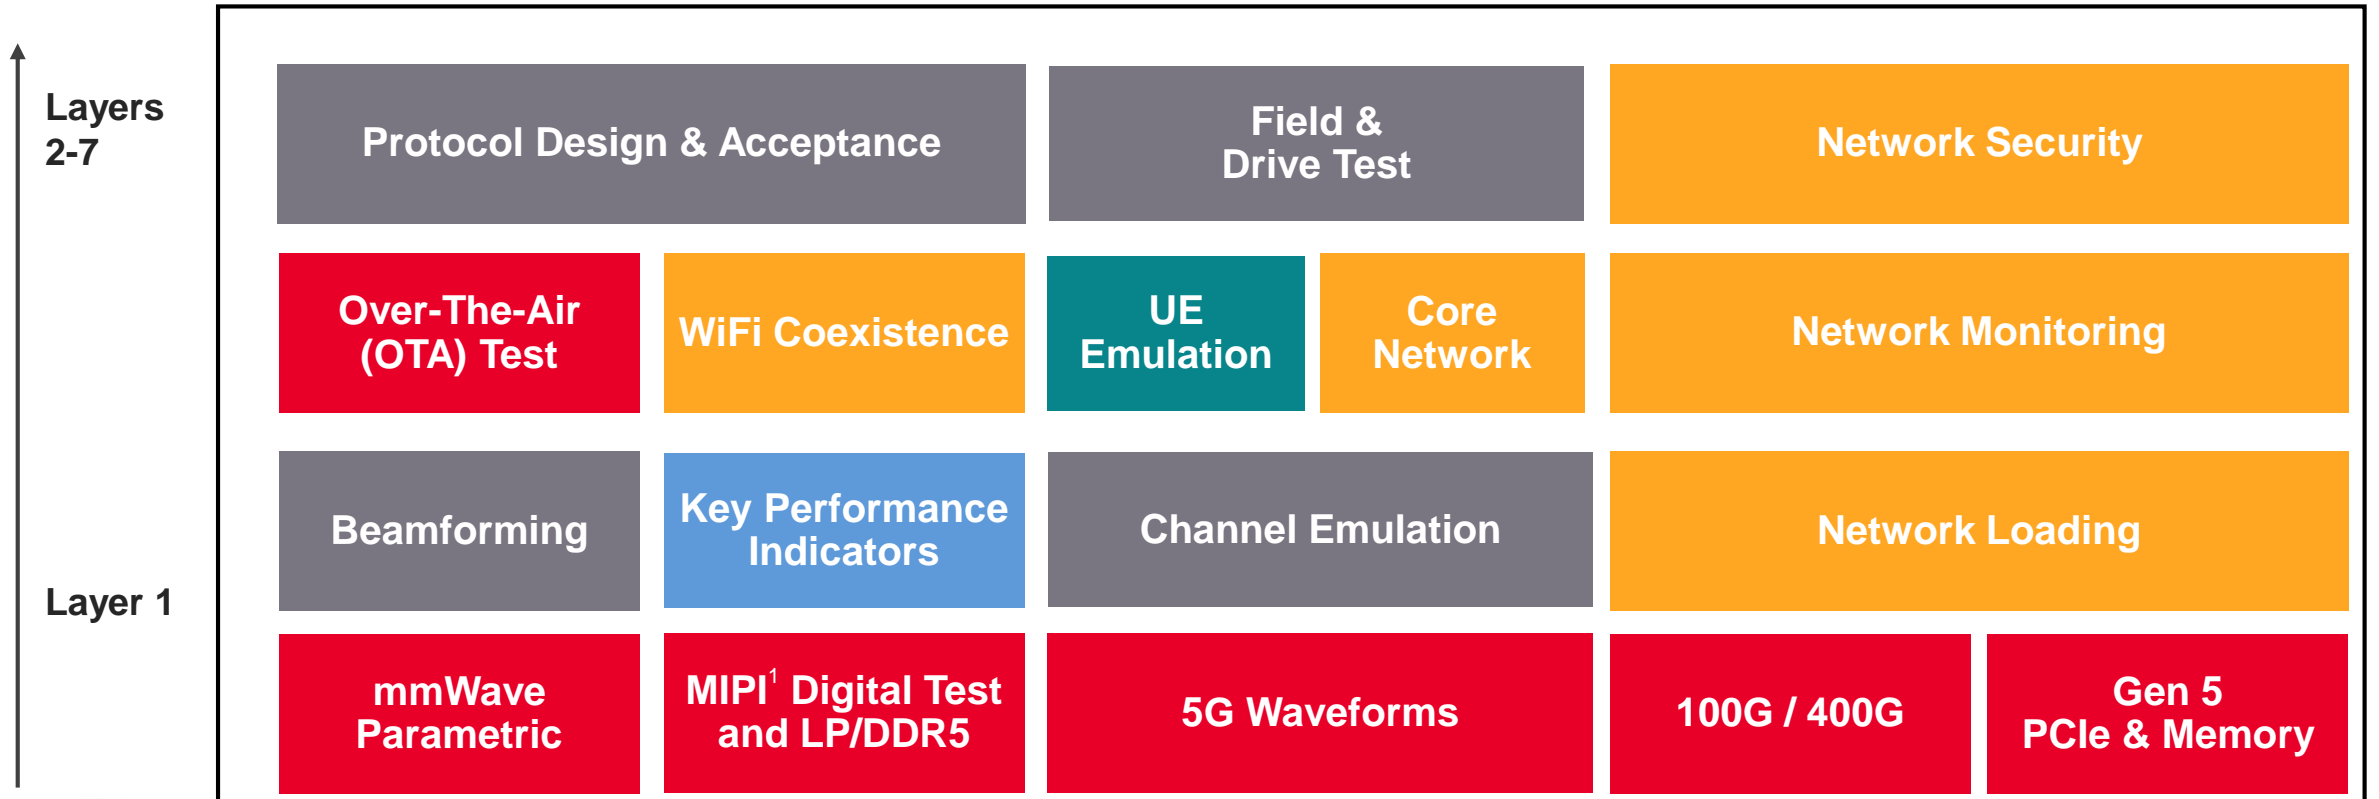 Layers
2-7
Protocol Design & Acceptance
Field &
Drive Test
Network Security
Over-The-Air
(OTA) Test
WiFi Coexistence
UE
Emulation
Core
Network
Network Monitoring
Layer 1
Beamforming
Key Performance
Indicators
Channel Emulation
Network Loading
mmWave
Parametric
MIPI¹ Digital Test
and LP/DDR5
5G Waveforms
100G / 400G
Gen 5
PCIe & Memory